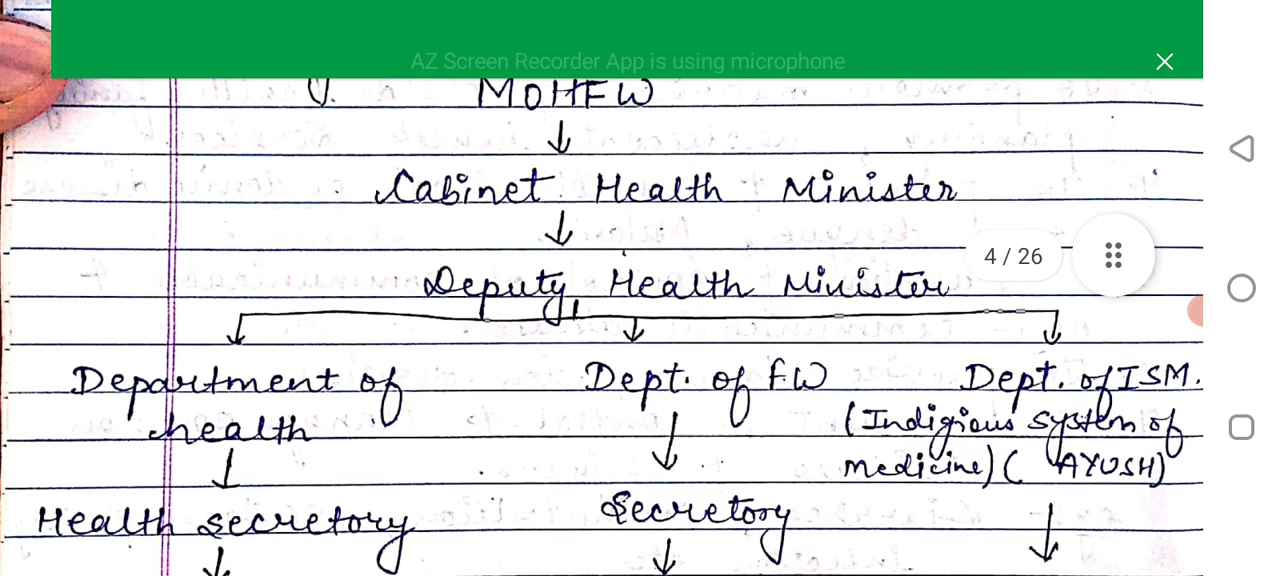 AZ Screen Recorder App is using microphone
MOHFW
↓
Cabinet Health Minister
↓
Deputy Health Minister
4 / 26
Department of health
Dept. of F.W
Dept. of ISM.
(Indigious system of medicine) ( AYUSH)
Health secretory
Secretory